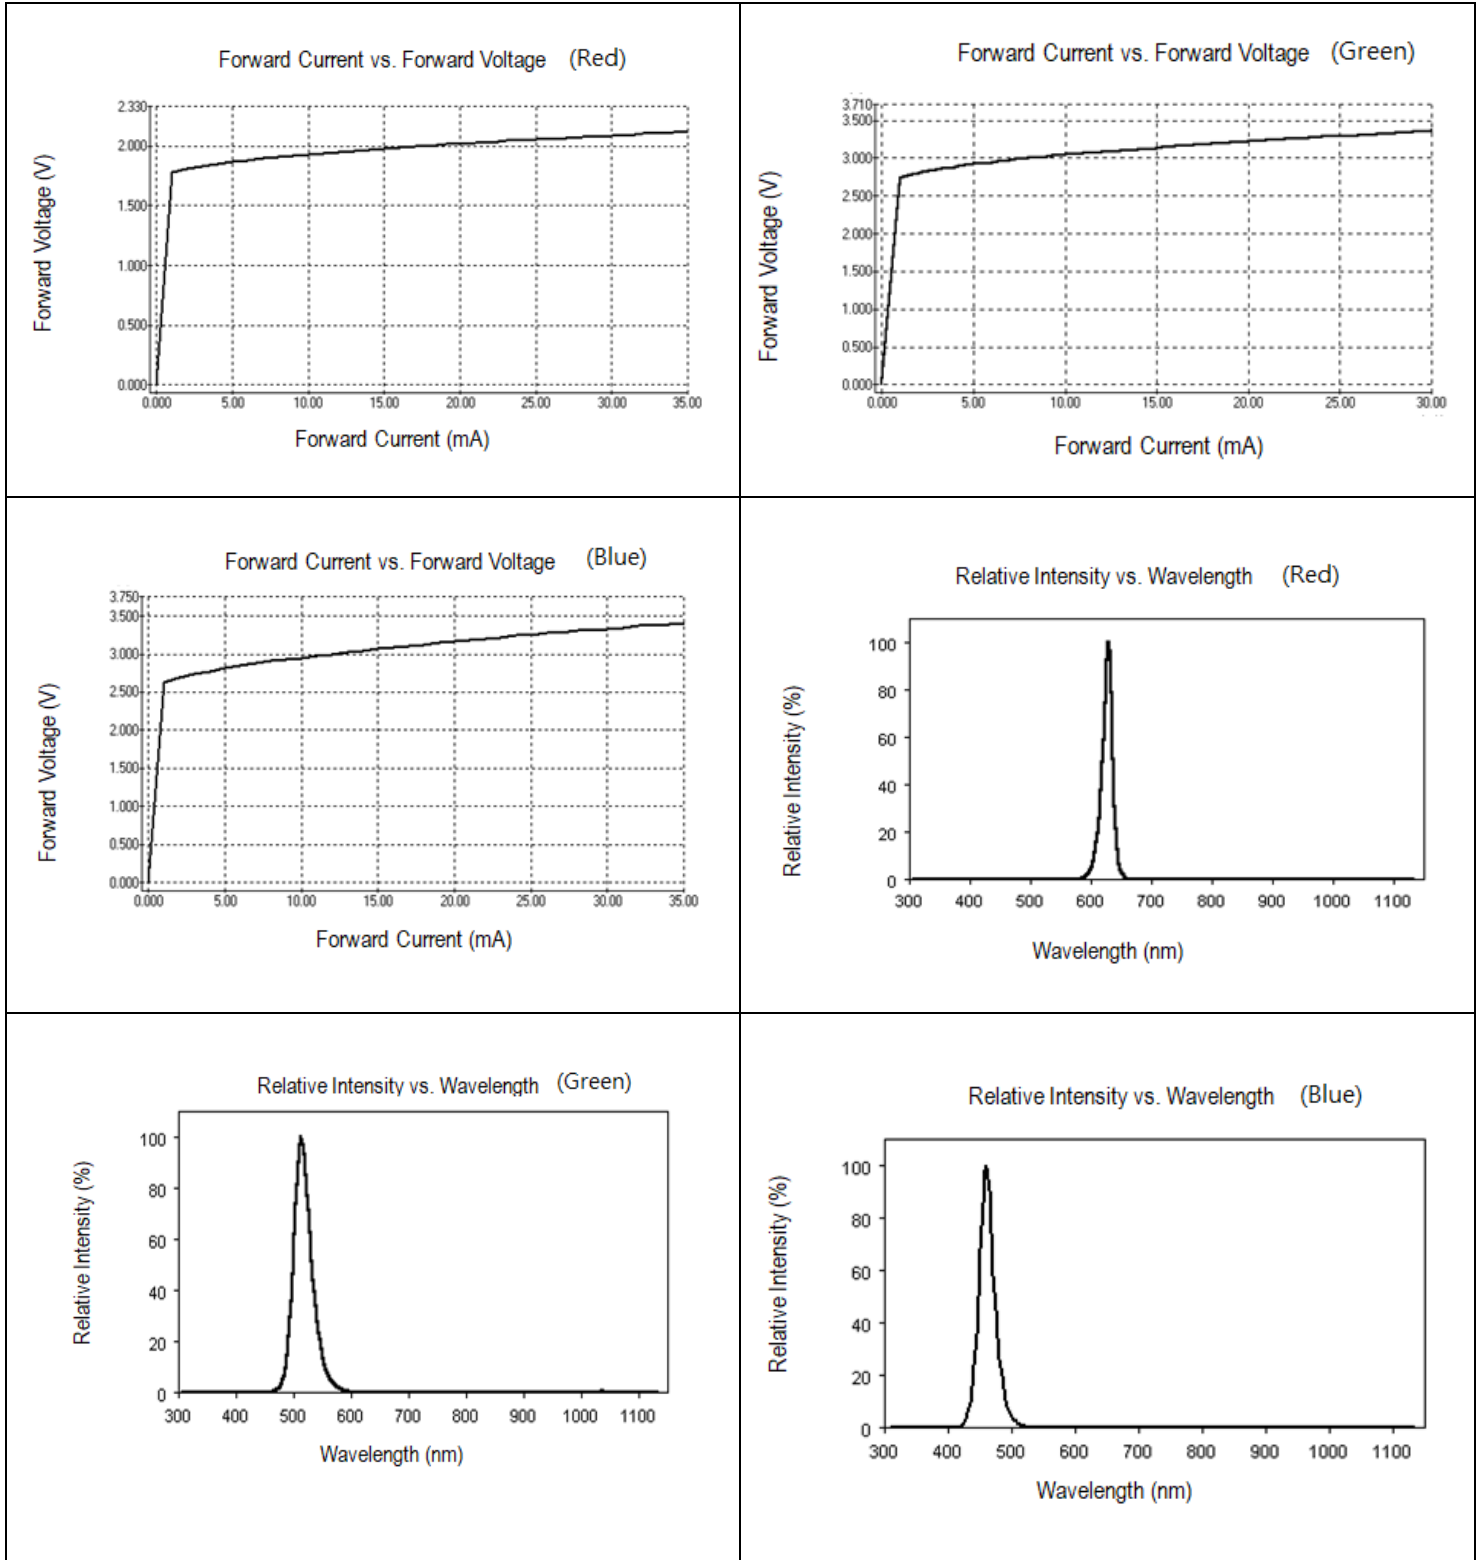 Forward Current vs. Forward Voltage (Red)
2.330
2.000
1.500
1.000
0.500
0.000
Forward Voltage (V)
0.000 5.00 10.00 15.00 20.00 25.00 30.00 35.00
Forward Current (mA)
Forward Current vs. Forward Voltage (Green)
3.710
3.500
3.000
2.500
2.000
1.500
1.000
0.500
0.000
Forward Voltage (V)
0.000 5.00 10.00 15.00 20.00 25.00 30.00
Forward Current (mA)
Forward Current vs. Forward Voltage (Blue)
3.750
3.500
3.000
2.500
2.000
1.500
1.000
0.500
0.000
Forward Voltage (V)
0.000 5.00 10.00 15.00 20.00 25.00 30.00 35.00
Forward Current (mA)
Relative Intensity vs. Wavelength (Red)
100
80
60
40
20
0
Relative Intensity (%)
300 400 500 600 700 800 900 1000 1100
Wavelength (nm)
Relative Intensity vs. Wavelength (Green)
100
80
60
40
20
0
Relative Intensity (%)
300 400 500 600 700 800 900 1000 1100
Wavelength (nm)
Relative Intensity vs. Wavelength (Blue)
100
80
60
40
20
0
Relative Intensity (%)
300 400 500 600 700 800 900 1000 1100
Wavelength (nm)